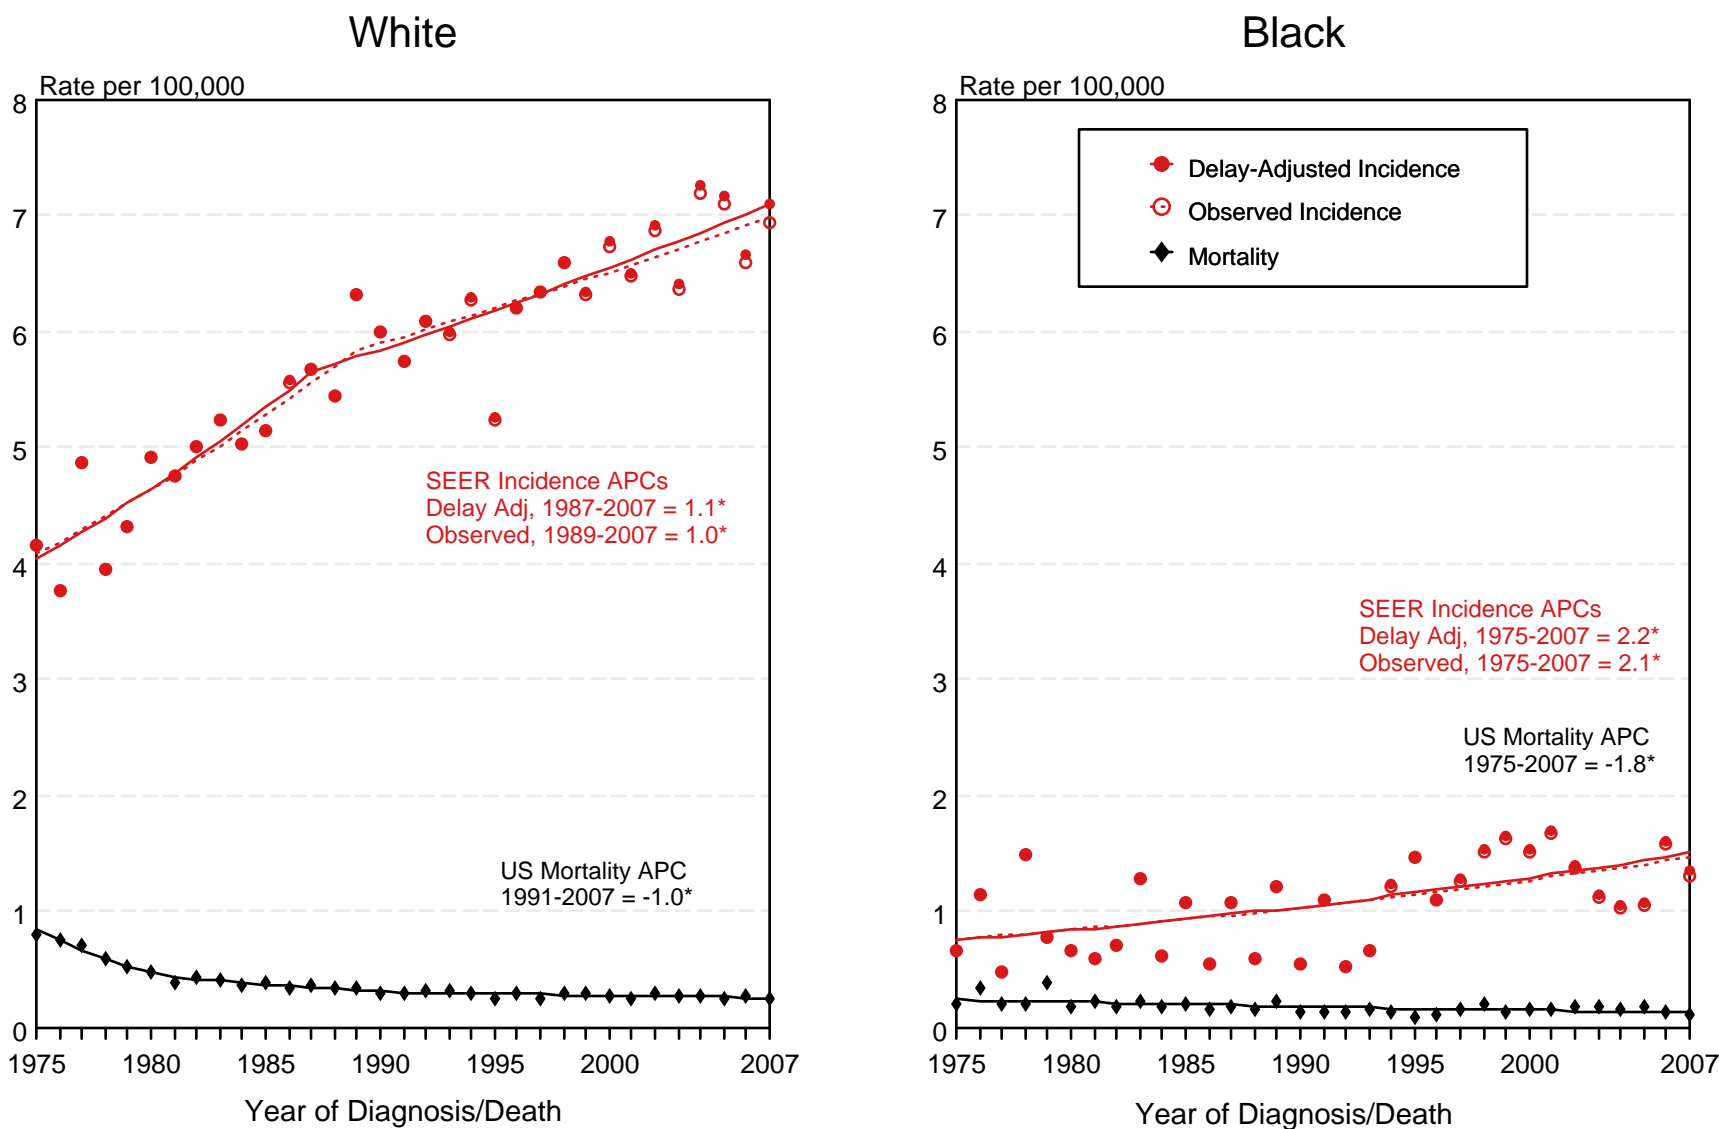 White
Rate per 100,000
8
7
6
5
4
3
2
1
0
SEER Incidence APCs
Delay Adj, 1987-2007 = 1.1*
Observed, 1989-2007 = 1.0*
US Mortality APC
1991-2007 = -1.0*
1975 1980 1985 1990 1995 2000 2007
Year of Diagnosis/Death
Black
Rate per 100,000
8
7
6
5
4
3
2
1
0
Delay-Adjusted Incidence
Observed Incidence
Mortality
SEER Incidence APCs
Delay Adj, 1975-2007 = 2.2*
Observed, 1975-2007 = 2.1*
US Mortality APC
1975-2007 = -1.8*
1975 1980 1985 1990 1995 2000 2007
Year of Diagnosis/Death